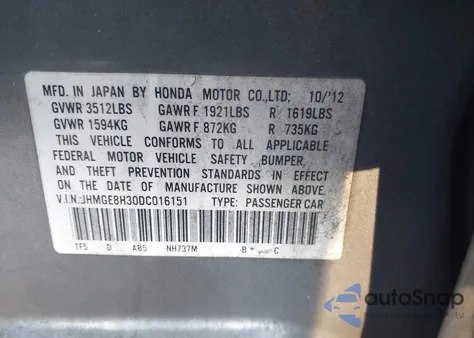 MFD. IN JAPAN BY HONDA MOTOR CO.,LTD; 10/'12
GVWR 3512LBS GAWR F 1921LBS R 1619LBS
GVWR 1594KG GAWR F 872KG R 735KG
THIS VEHICLE CONFORMS TO ALL APPLICABLE
FEDERAL MOTOR VEHICLE SAFETY, BUMPER,
AND THEFT PREVENTION STANDARDS IN EFFECT
ON THE DATE OF MANUFACTURE SHOWN ABOVE.
V.I.N.:JHMGE8H30DC016151 TYPE: PASSENGER CAR
TF5 D AB5 NH737M B C
autoSnap